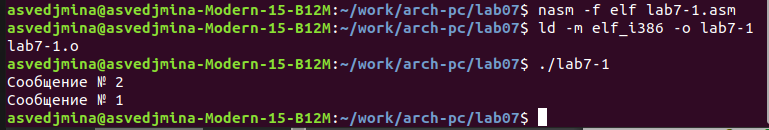 asvedjmina@asvedjmina-Modern-15-B12M:~/work/arch-pc/lab07$ nasm -f elf lab7-1.asm
asvedjmina@asvedjmina-Modern-15-B12M:~/work/arch-pc/lab07$ ld -m elf_i386 -o lab7-1
lab7-1.o
asvedjmina@asvedjmina-Modern-15-B12M:~/work/arch-pc/lab07$ ./lab7-1
Сообщение № 2
Сообщение № 1
asvedjmina@asvedjmina-Modern-15-B12M:~/work/arch-pc/lab07$